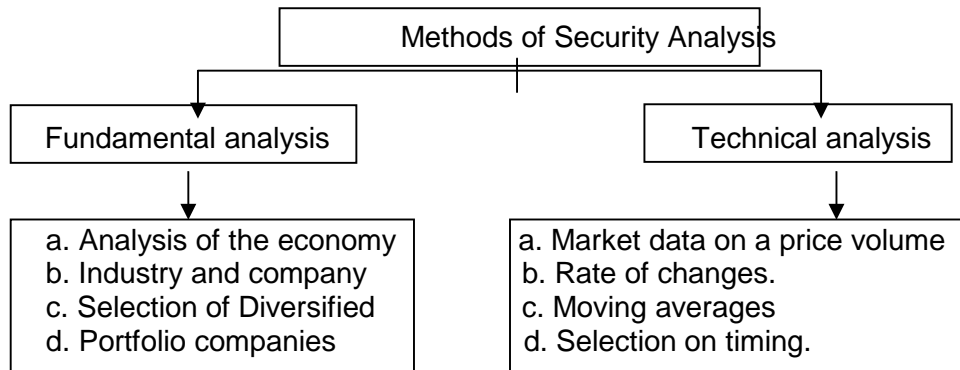 Methods of Security Analysis
Fundamental analysis
Technical analysis
a. Analysis of the economy
b. Industry and company
c. Selection of Diversified
d. Portfolio companies
a. Market data on a price volume
b. Rate of changes.
c. Moving averages
d. Selection on timing.